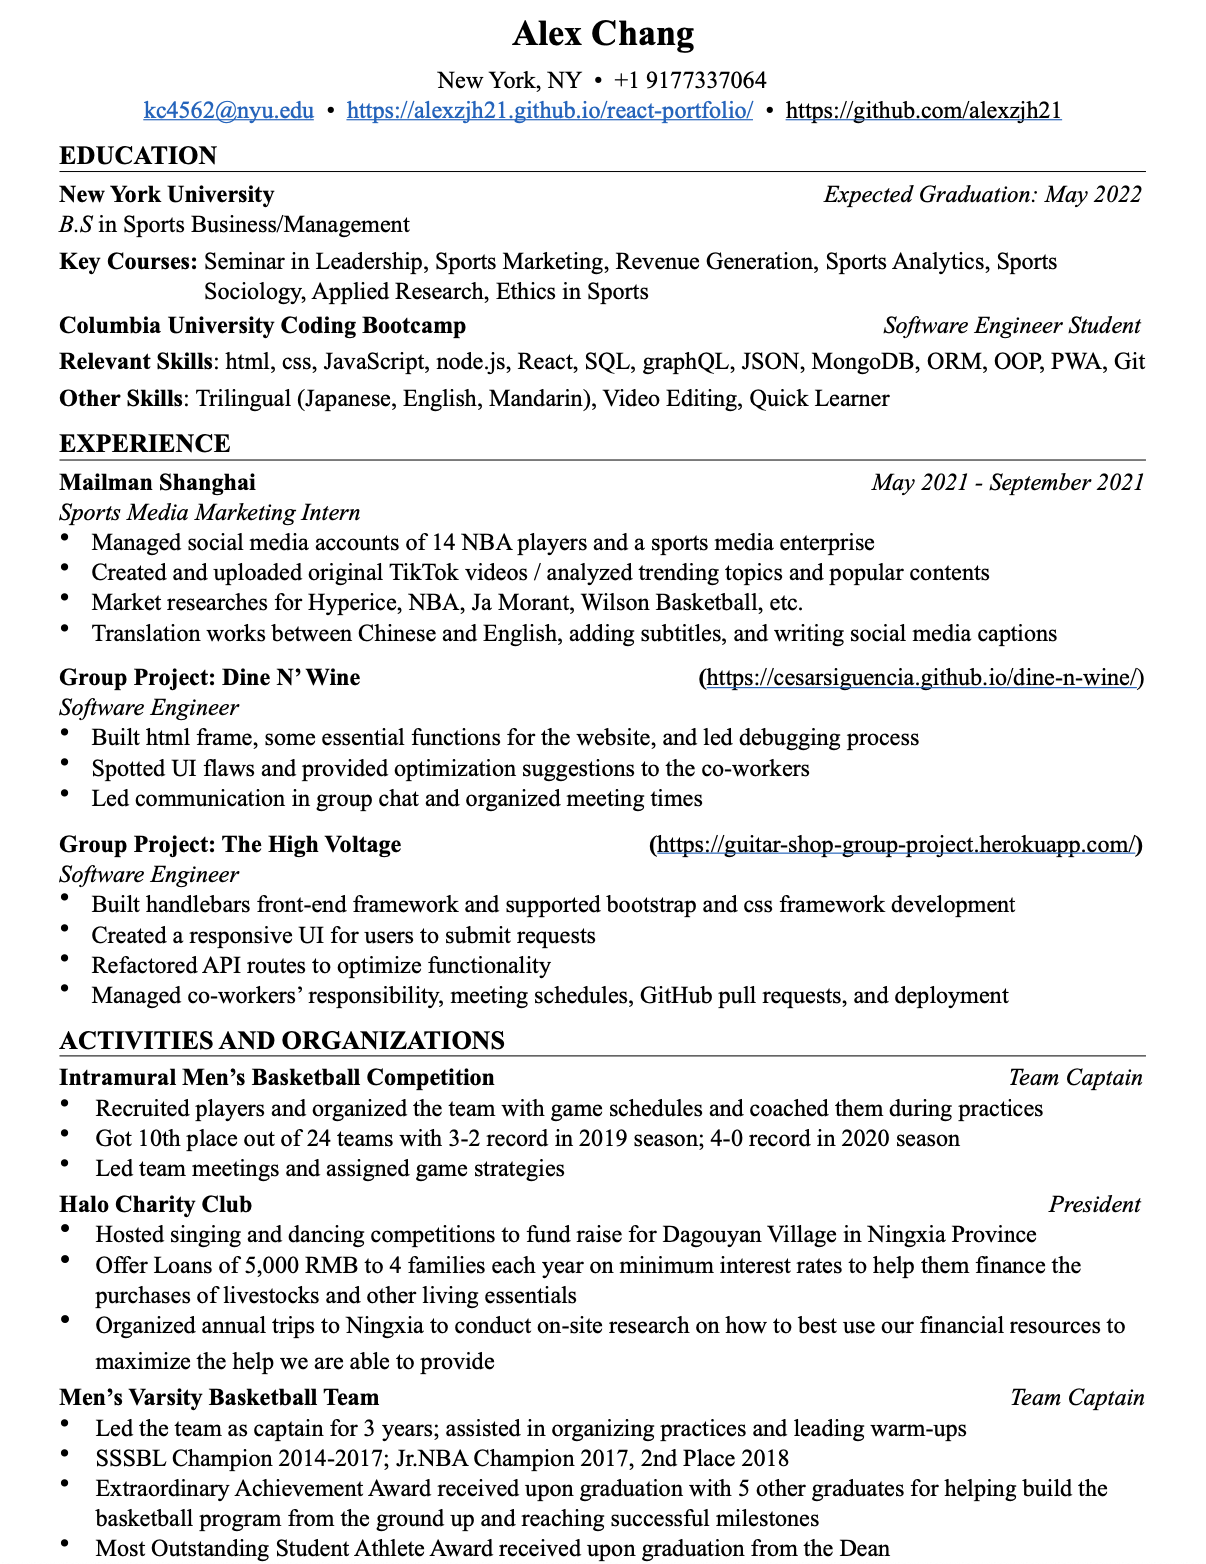 Alex Chang
New York, NY • +1 9177337064
kc4562@nyu.edu • https://alexzjh21.github.io/react-portfolio/ • https://github.com/alexzjh21
EDUCATION
New York University Expected Graduation: May 2022
B.S in Sports Business/Management
Key Courses: Seminar in Leadership, Sports Marketing, Revenue Generation, Sports Analytics, Sports
Sociology, Applied Research, Ethics in Sports
Columbia University Coding Bootcamp Software Engineer Student
Relevant Skills: html, css, JavaScript, node.js, React, SQL, graphQL, JSON, MongoDB, ORM, OOP, PWA, Git
Other Skills: Trilingual (Japanese, English, Mandarin), Video Editing, Quick Learner
EXPERIENCE
Mailman Shanghai May 2021 - September 2021
Sports Media Marketing Intern
• Managed social media accounts of 14 NBA players and a sports media enterprise
• Created and uploaded original TikTok videos / analyzed trending topics and popular contents
• Market researches for Hyperice, NBA, Ja Morant, Wilson Basketball, etc.
• Translation works between Chinese and English, adding subtitles, and writing social media captions
Group Project: Dine N’ Wine (https://cesarsiguencia.github.io/dine-n-wine/)
Software Engineer
• Built html frame, some essential functions for the website, and led debugging process
• Spotted UI flaws and provided optimization suggestions to the co-workers
• Led communication in group chat and organized meeting times
Group Project: The High Voltage (https://guitar-shop-group-project.herokuapp.com/)
Software Engineer
• Built handlebars front-end framework and supported bootstrap and css framework development
• Created a responsive UI for users to submit requests
• Refactored API routes to optimize functionality
• Managed co-workers’ responsibility, meeting schedules, GitHub pull requests, and deployment
ACTIVITIES AND ORGANIZATIONS
Intramural Men’s Basketball Competition Team Captain
• Recruited players and organized the team with game schedules and coached them during practices
• Got 10th place out of 24 teams with 3-2 record in 2019 season; 4-0 record in 2020 season
• Led team meetings and assigned game strategies
Halo Charity Club President
• Hosted singing and dancing competitions to fund raise for Dagouyan Village in Ningxia Province
• Offer Loans of 5,000 RMB to 4 families each year on minimum interest rates to help them finance the
purchases of livestocks and other living essentials
• Organized annual trips to Ningxia to conduct on-site research on how to best use our financial resources to
maximize the help we are able to provide
Men’s Varsity Basketball Team Team Captain
• Led the team as captain for 3 years; assisted in organizing practices and leading warm-ups
• SSSBL Champion 2014-2017; Jr.NBA Champion 2017, 2nd Place 2018
• Extraordinary Achievement Award received upon graduation with 5 other graduates for helping build the
basketball program from the ground up and reaching successful milestones
• Most Outstanding Student Athlete Award received upon graduation from the Dean